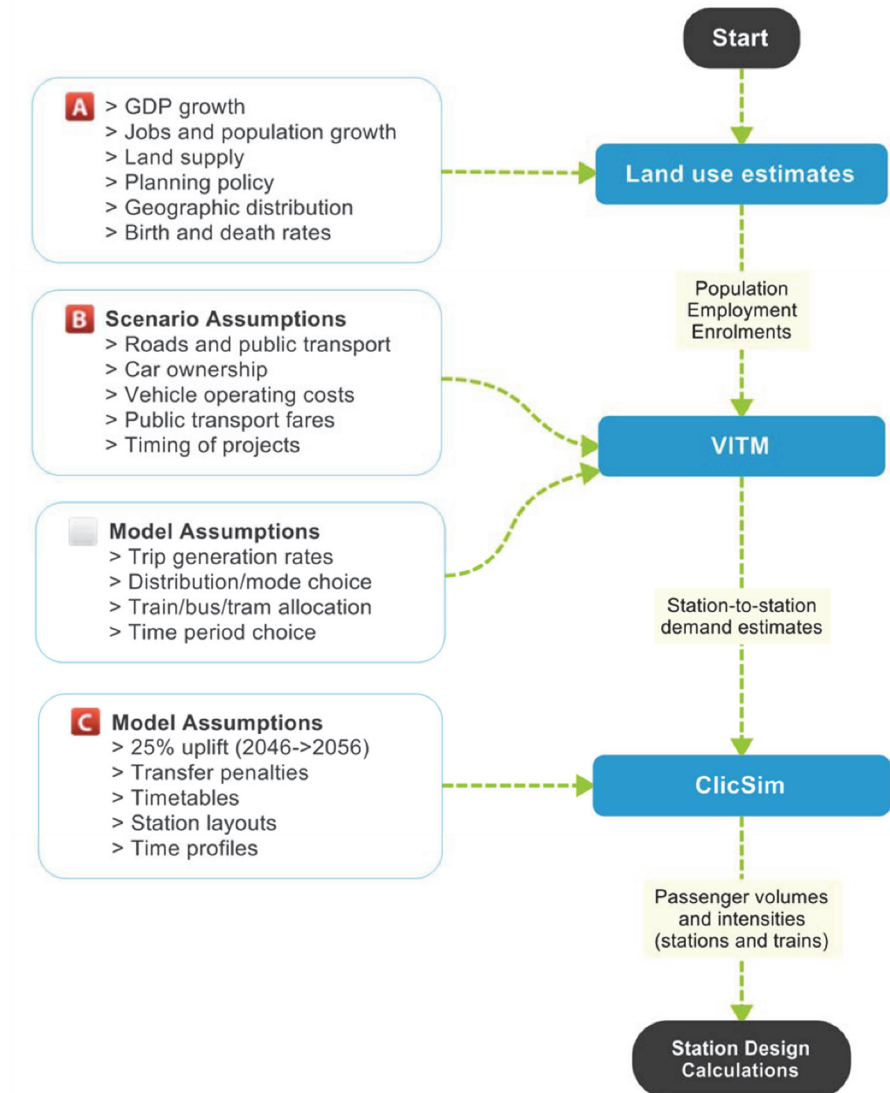 Start
A > GDP growth
> Jobs and population growth
> Land supply
> Planning policy
> Geographic distribution
> Birth and death rates
Land use estimates
Population
Employment
Enrolments
B Scenario Assumptions
> Roads and public transport
> Car ownership
> Vehicle operating costs
> Public transport fares
> Timing of projects
VITM
Model Assumptions
> Trip generation rates
> Distribution/mode choice
> Train/bus/tram allocation
> Time period choice
Station-to-station
demand estimates
C Model Assumptions
> 25% uplift (2046->2056)
> Transfer penalties
> Timetables
> Station layouts
> Time profiles
ClicSim
Passenger volumes
and intensities
(stations and trains)
Station Design
Calculations